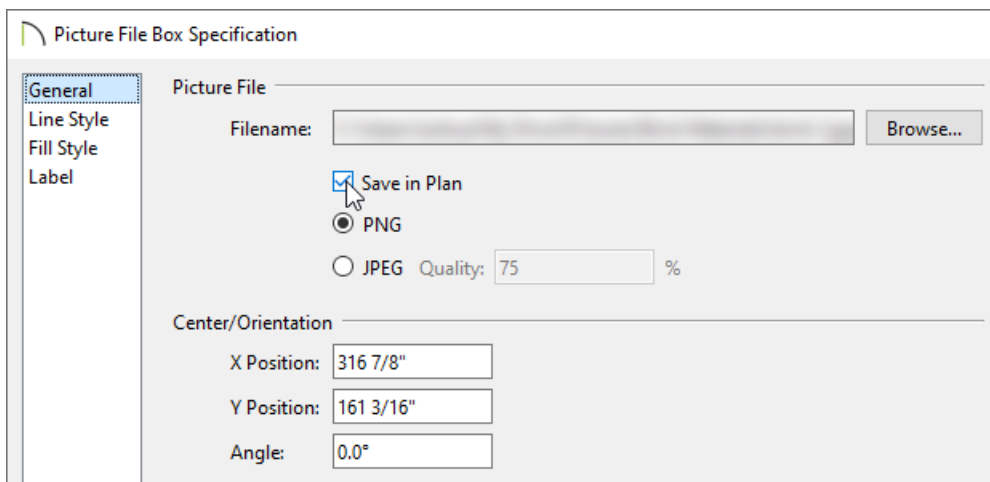 Picture File Box Specification
General
Line Style
Fill Style
Label
Picture File
Filename: Browse...
Save in Plan
PNG
JPEG Quality: 75 %
Center/Orientation
X Position: 316 7/8"
Y Position: 161 3/16"
Angle: 0.0°